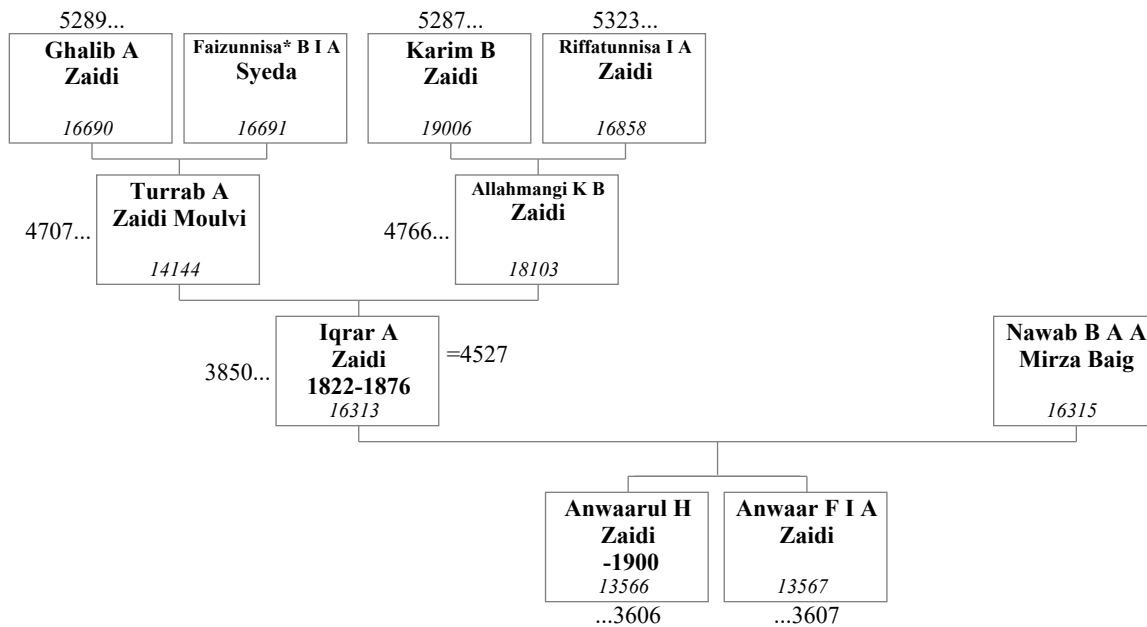 5289...
5287...
5323...
Ghalib A
Zaidi
16690
Faizunnisa* B I A
Syeda
16691
Karim B
Zaidi
19006
Riffatunnisa I A
Zaidi
16858
4707...
Turrab A
Zaidi Moulvi
14144
4766...
Allahmangi K B
Zaidi
18103
3850...
Iqrar A
Zaidi
1822-1876
16313
=4527
Nawab B A A
Mirza Baig
16315
Anwaarul H
Zaidi
-1900
13566
...3606
Anwaar F I A
Zaidi
13567
...3607